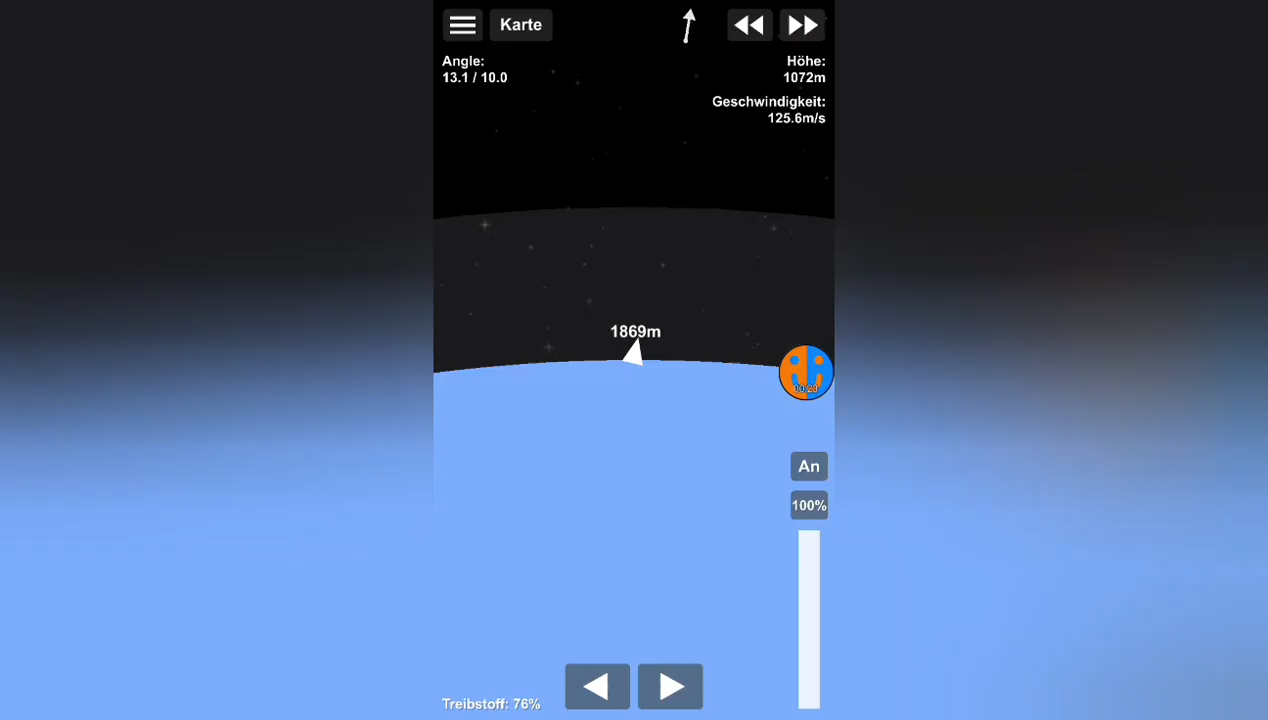 Karte
Angle:
13.1 / 10.0
Höhe:
1072m
Geschwindigkeit:
125.6m/s
1869m
An
100%
Treibstoff: 76%